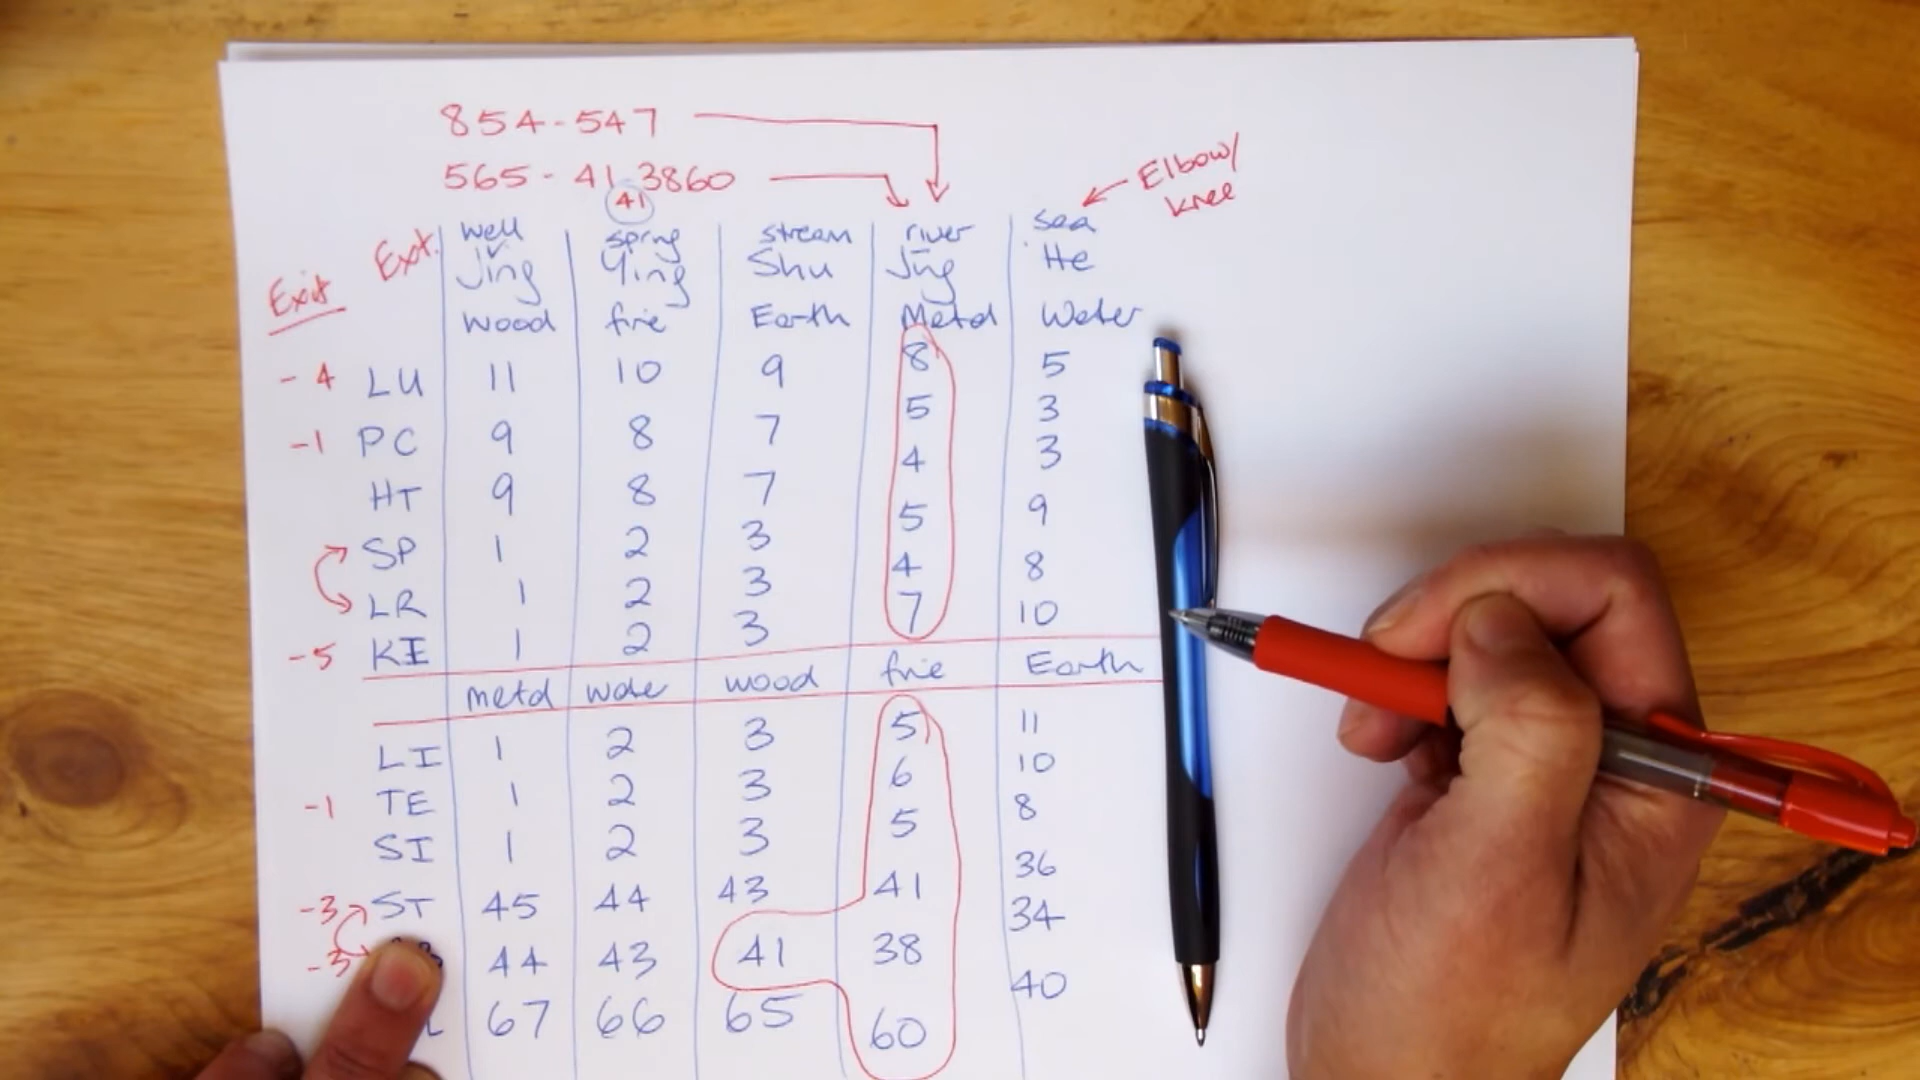 854-547
565-41 3860
41
Elbow/
knee
Exit
Ext.
well spring stream river sea
Jing Ying Shu Jing He
Wood fire Earth Metal Water
-4 LU 11 10 9 8 5
-1 PC 9 8 7 5 3
HT 9 8 7 4 3
SP 1 2 3 5 9
LR 1 2 3 4 8
-5 KI 1 2 3 7 10
metal water wood fire Earth
LI 1 2 3 5 11
-1 TE 1 2 3 6 10
SI 1 2 3 5 8
-3 ST 45 44 43 41 36
-3 44 43 41 38 34
67 66 65 60 40